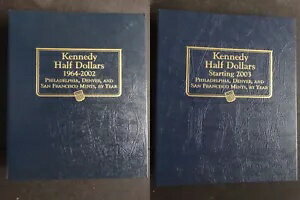 Kennedy
Half Dollars
1964-2002
Philadelphia, Denver, and
San Francisco Mints, by Year
Kennedy
Half Dollars
Starting 2003
Philadelphia, Denver, and
San Francisco Mints, by Year